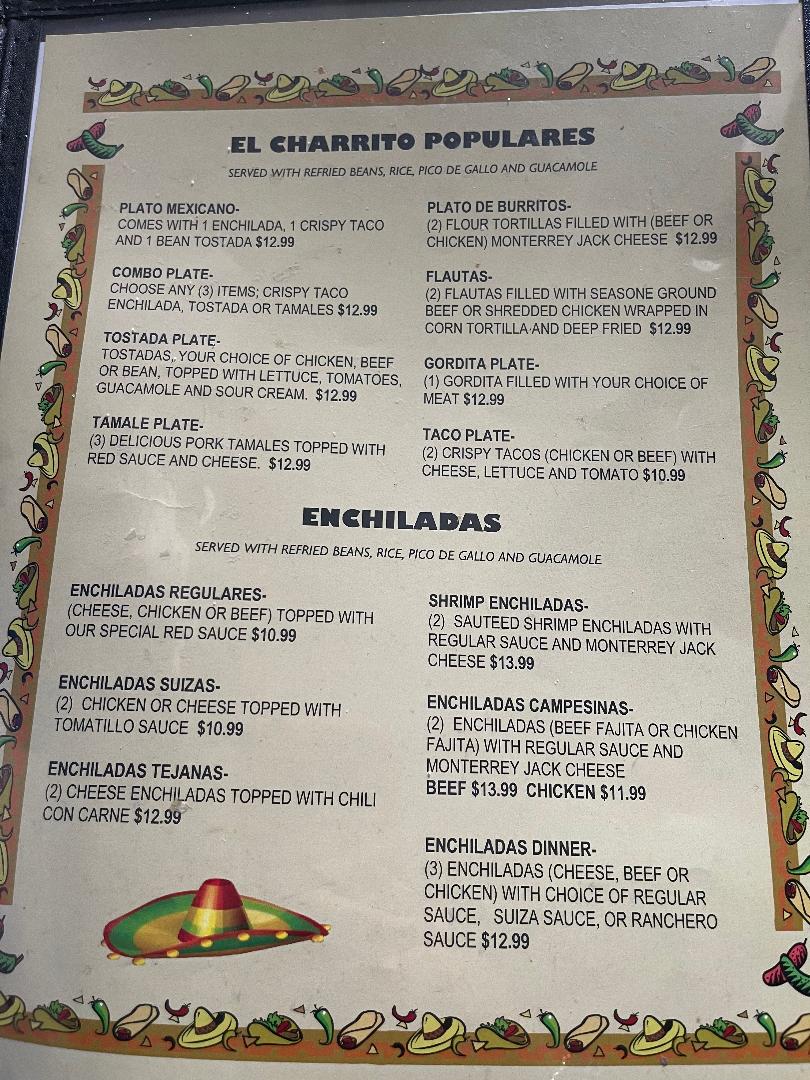 EL CHARRITO POPULARES
SERVED WITH REFRIED BEANS, RICE, PICO DE GALLO AND GUACAMOLE
PLATO MEXICANO-
COMES WITH 1 ENCHILADA, 1 CRISPY TACO
AND 1 BEAN TOSTADA $12.99
COMBO PLATE-
CHOOSE ANY (3) ITEMS; CRISPY TACO
ENCHILADA, TOSTADA OR TAMALES $12.99
TOSTADA PLATE-
TOSTADAS, YOUR CHOICE OF CHICKEN, BEEF
OR BEAN, TOPPED WITH LETTUCE, TOMATOES,
GUACAMOLE AND SOUR CREAM. $12.99
TAMALE PLATE-
(3) DELICIOUS PORK TAMALES TOPPED WITH
RED SAUCE AND CHEESE. $12.99
PLATO DE BURRITOS-
(2) FLOUR TORTILLAS FILLED WITH (BEEF OR
CHICKEN) MONTERREY JACK CHEESE $12.99
FLAUTAS-
(2) FLAUTAS FILLED WITH SEASONE GROUND
BEEF OR SHREDDED CHICKEN WRAPPED IN
CORN TORTILLA AND DEEP FRIED $12.99
GORDITA PLATE-
(1) GORDITA FILLED WITH YOUR CHOICE OF
MEAT $12.99
TACO PLATE-
(2) CRISPY TACOS (CHICKEN OR BEEF) WITH
CHEESE, LETTUCE AND TOMATO $10.99
ENCHILADAS
SERVED WITH REFRIED BEANS, RICE, PICO DE GALLO AND GUACAMOLE
ENCHILADAS REGULARES-
(CHEESE, CHICKEN OR BEEF) TOPPED WITH
OUR SPECIAL RED SAUCE $10.99
ENCHILADAS SUIZAS-
(2) CHICKEN OR CHEESE TOPPED WITH
TOMATILLO SAUCE $10.99
ENCHILADAS TEJANAS-
(2) CHEESE ENCHILADAS TOPPED WITH CHILI
CON CARNE $12.99
SHRIMP ENCHILADAS-
(2) SAUTEED SHRIMP ENCHILADAS WITH
REGULAR SAUCE AND MONTERREY JACK
CHEESE $13.99
ENCHILADAS CAMPESINAS-
(2) ENCHILADAS (BEEF FAJITA OR CHICKEN
FAJITA) WITH REGULAR SAUCE AND
MONTERREY JACK CHEESE
BEEF $13.99 CHICKEN $11.99
ENCHILADAS DINNER-
(3) ENCHILADAS (CHEESE, BEEF OR
CHICKEN) WITH CHOICE OF REGULAR
SAUCE, SUIZA SAUCE, OR RANCHERO
SAUCE $12.99